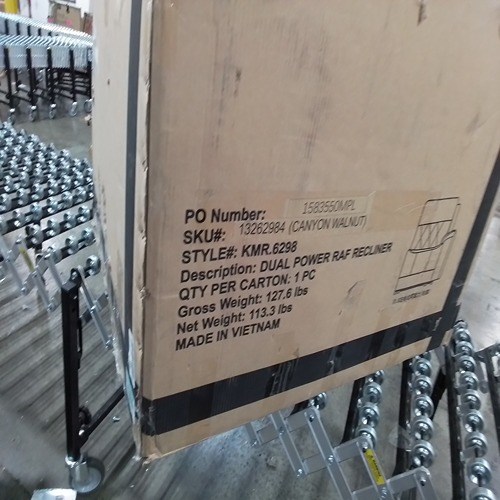 PO Number: 1583550MPL
SKU#: 13262984 (CANYON WALNUT)
STYLE#: KMR.6298
Description: DUAL POWER RAF RECLINER
QTY PER CARTON: 1 PC
Gross Weight: 127.6 lbs
Net Weight: 113.3 lbs
MADE IN VIETNAM